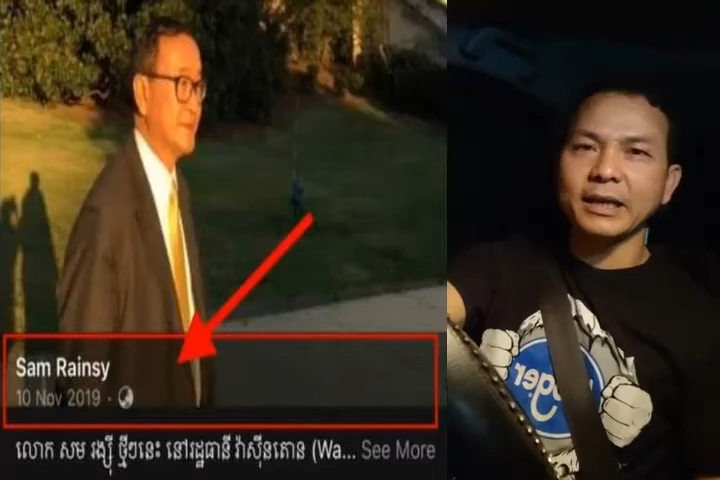 Sam Rainsy
10 Nov 2019 ·
លោក សម រង្ស៊ី ថ្មីៗនេះ នៅរដ្ឋធានី វ៉ាស៊ីនតោន (Wa... See More